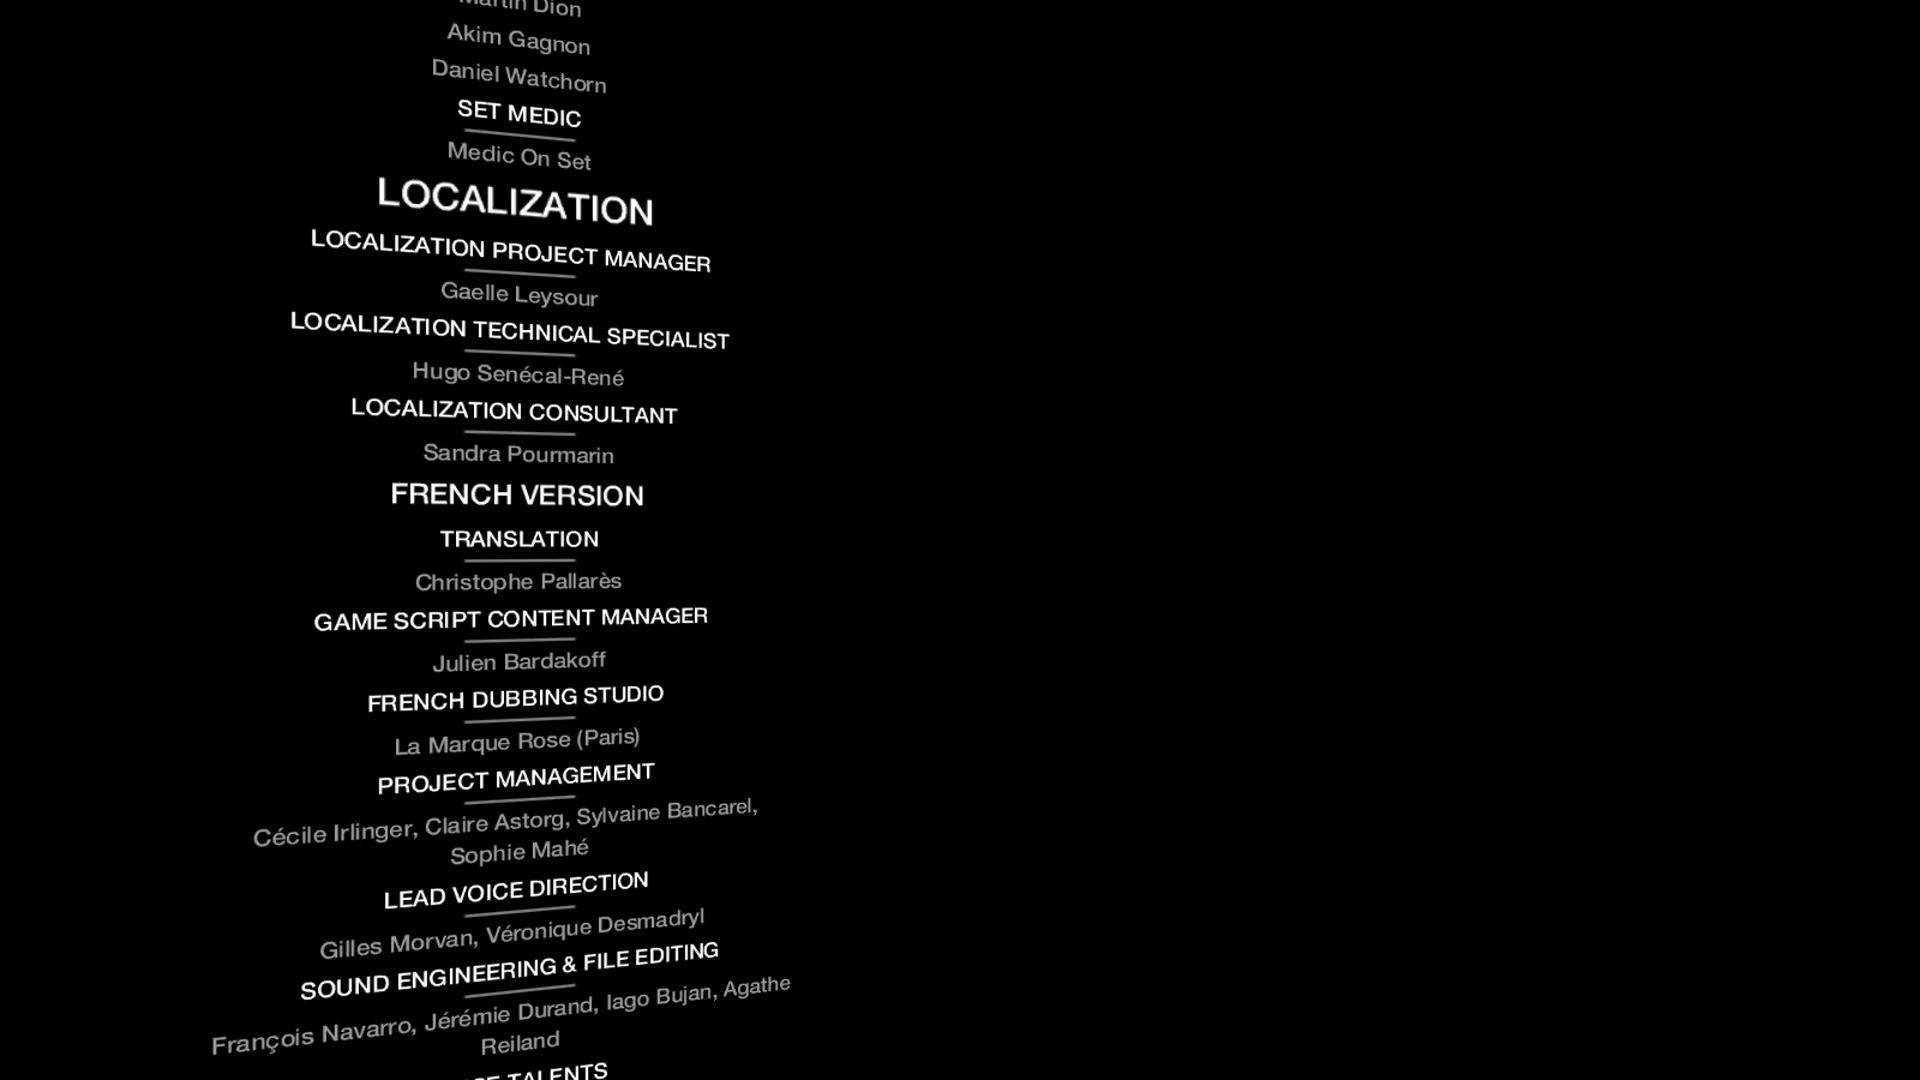 Martin Dion
Akim Gagnon
Daniel Watchorn
SET MEDIC
Medic On Set
LOCALIZATION
LOCALIZATION PROJECT MANAGER
Gaelle Leysour
LOCALIZATION TECHNICAL SPECIALIST
Hugo Senécal-René
LOCALIZATION CONSULTANT
Sandra Pourmarin
FRENCH VERSION
TRANSLATION
Christophe Pallarès
GAME SCRIPT CONTENT MANAGER
Julien Bardakoff
FRENCH DUBBING STUDIO
La Marque Rose (Paris)
PROJECT MANAGEMENT
Cécile Irlinger, Claire Astorg, Sylvaine Bancarel,
Sophie Mahé
LEAD VOICE DIRECTION
Gilles Morvan, Véronique Desmadryl
SOUND ENGINEERING & FILE EDITING
François Navarro, Jérémie Durand, Iago Bujan, Agathe
Reiland
TALENTS